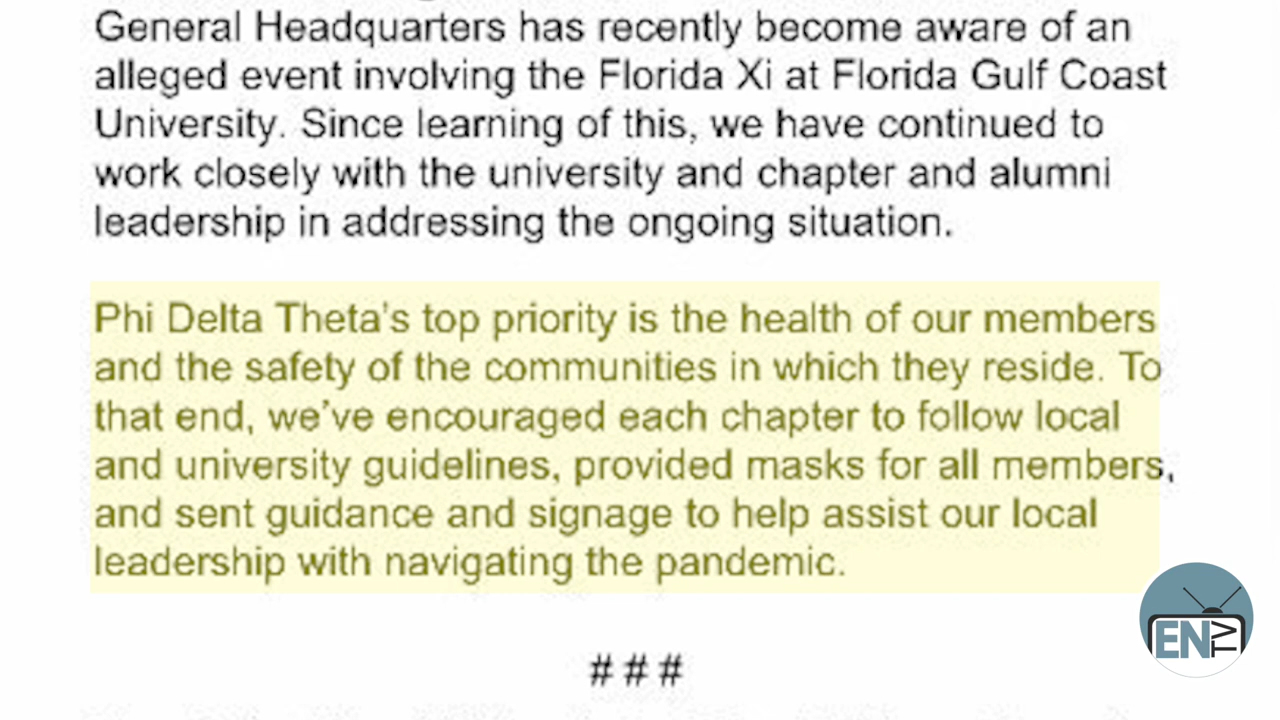 General Headquarters has recently become aware of an
alleged event involving the Florida Xi at Florida Gulf Coast
University. Since learning of this, we have continued to
work closely with the university and chapter and alumni
leadership in addressing the ongoing situation.
Phi Delta Theta's top priority is the health of our members
and the safety of the communities in which they reside. To
that end, we've encouraged each chapter to follow local
and university guidelines, provided masks for all members,
and sent guidance and signage to help assist our local
leadership with navigating the pandemic.
# # #
EN TV